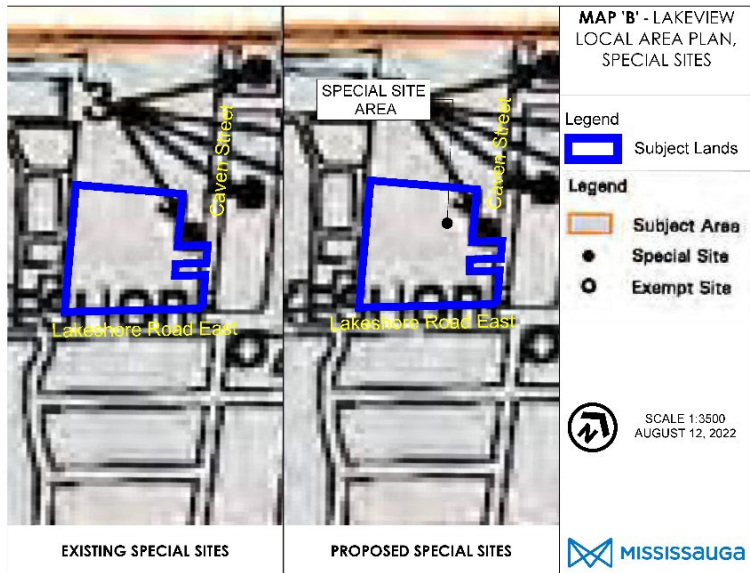 MAP 'B' - LAKEVIEW
LOCAL AREA PLAN,
SPECIAL SITES
Legend
Subject Lands
Legend
Subject Area
Special Site
Exempt Site
SCALE 1:3500
AUGUST 12, 2022
MISSISSAUGA
3
Caven Street
Lakeshore Road East
EXISTING SPECIAL SITES
SPECIAL SITE
AREA
Caven Street
Lakeshore Road East
PROPOSED SPECIAL SITES